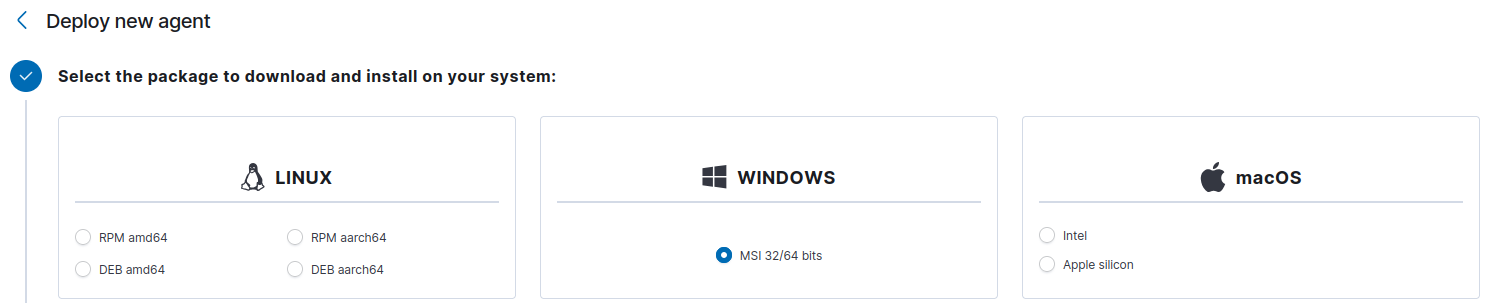 Deploy new agent
Select the package to download and install on your system:
LINUX
RPM amd64
RPM aarch64
DEB amd64
DEB aarch64
WINDOWS
MSI 32/64 bits
macOS
Intel
Apple silicon